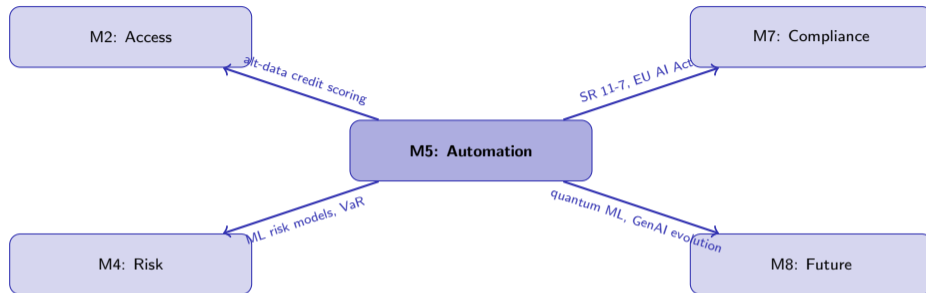 M2: Access
M7: Compliance
alt-data credit scoring
SR 11-7, EU AI Act
M5: Automation
ML risk models, VaR
quantum ML, GenAI evolution
M4: Risk
M8: Future